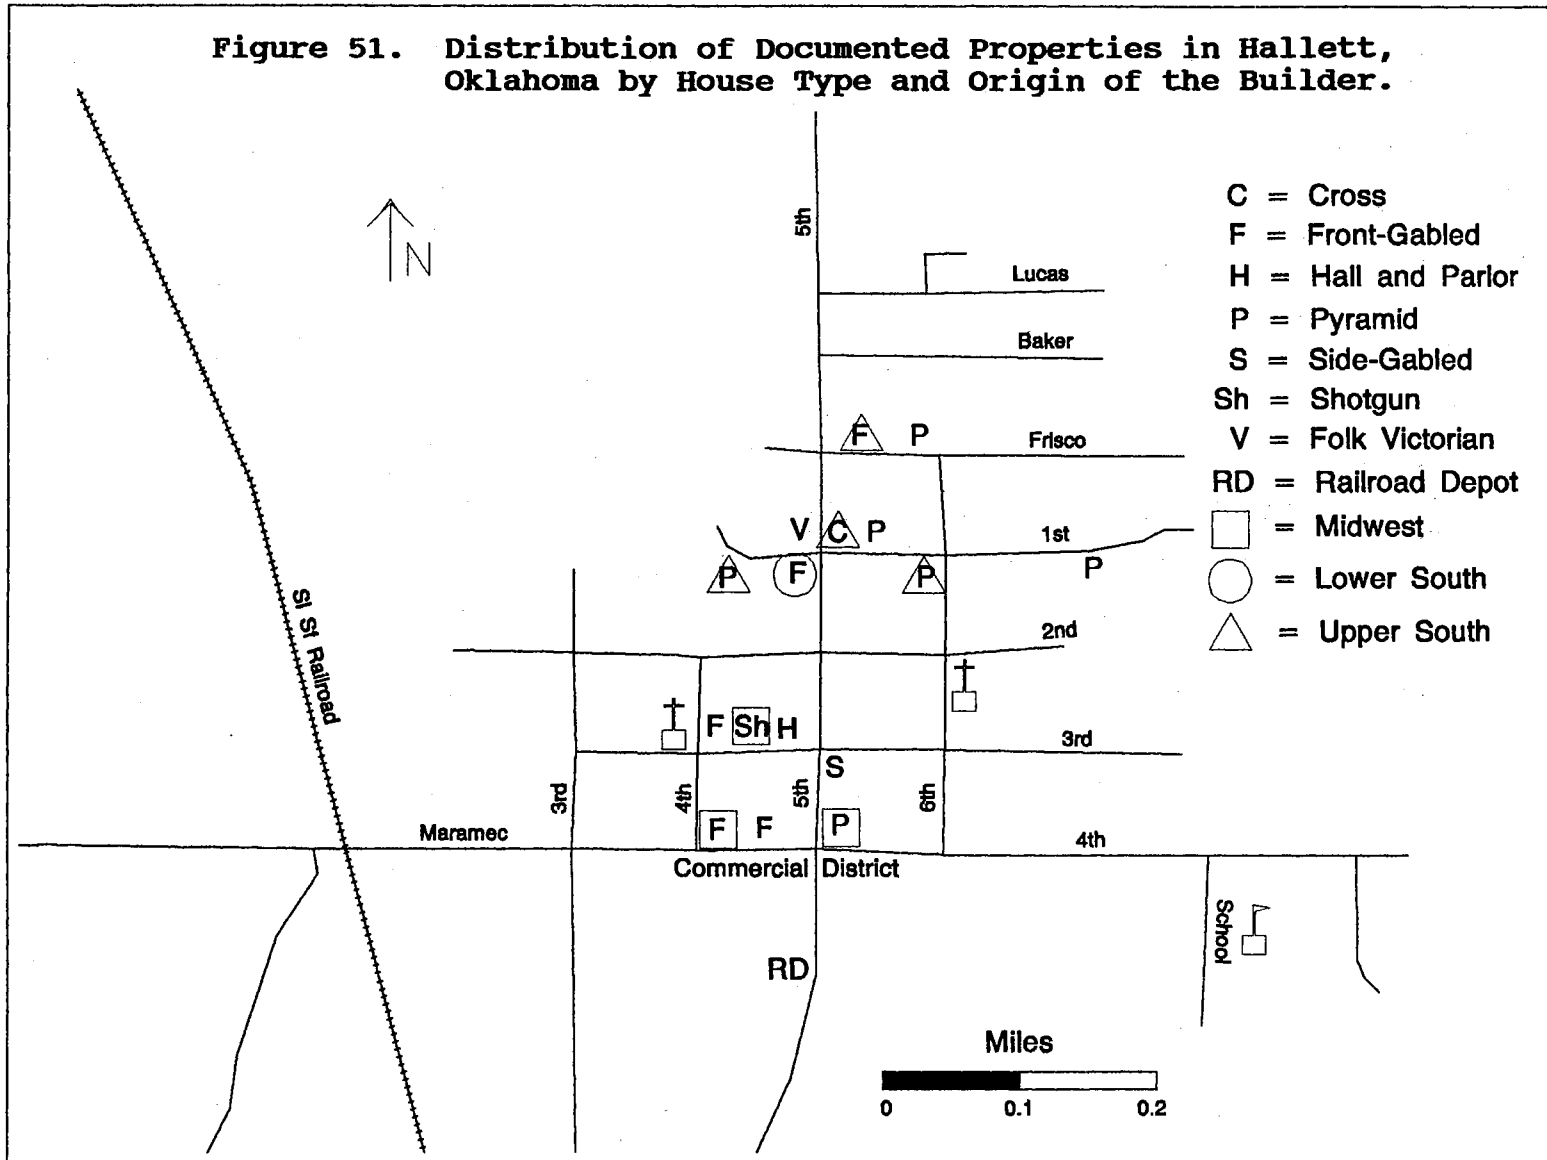 Figure 51. Distribution of Documented Properties in Hallett,
Oklahoma by House Type and Origin of the Builder.
N
5th
Lucas
Baker
Frisco
F P
V C P
1st
P F P P
2nd
Sl Sf Railroad
F Sh H
3rd
S
3rd
4th
5th
6th
Maramec
F F P
4th
Commercial District
School
RD
C = Cross
F = Front-Gabled
H = Hall and Parlor
P = Pyramid
S = Side-Gabled
Sh = Shotgun
V = Folk Victorian
RD = Railroad Depot
= Midwest
= Lower South
= Upper South
Miles
0 0.1 0.2